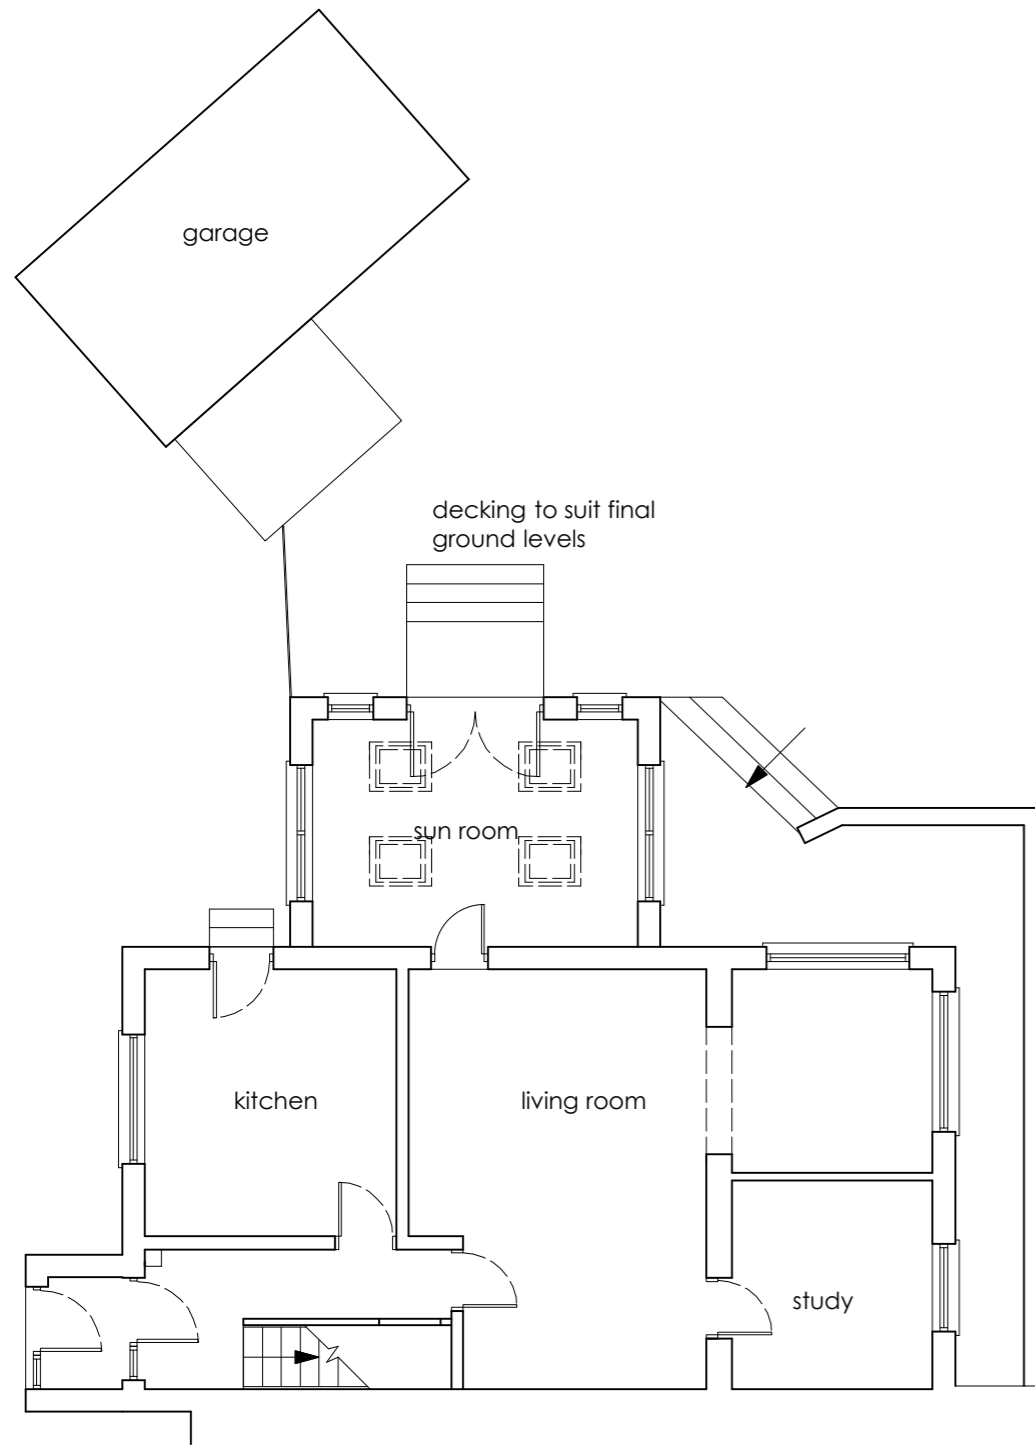 garage
decking to suit final
ground levels
sun room
kitchen
living room
study